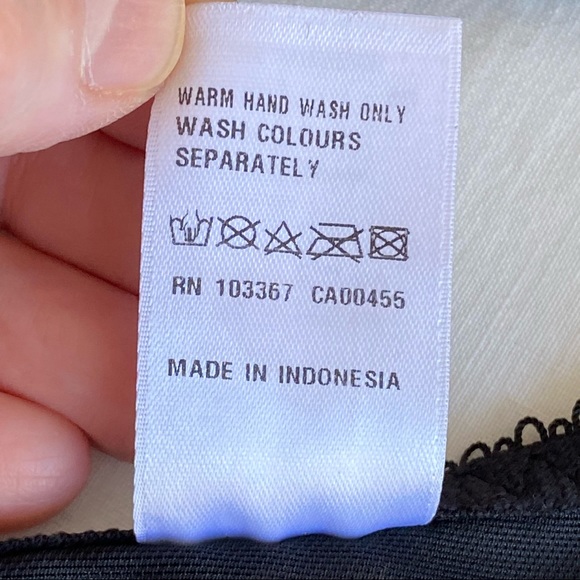 WARM HAND WASH ONLY
WASH COLOURS
SEPARATELY
RN 103367 CA00455
MADE IN INDONESIA